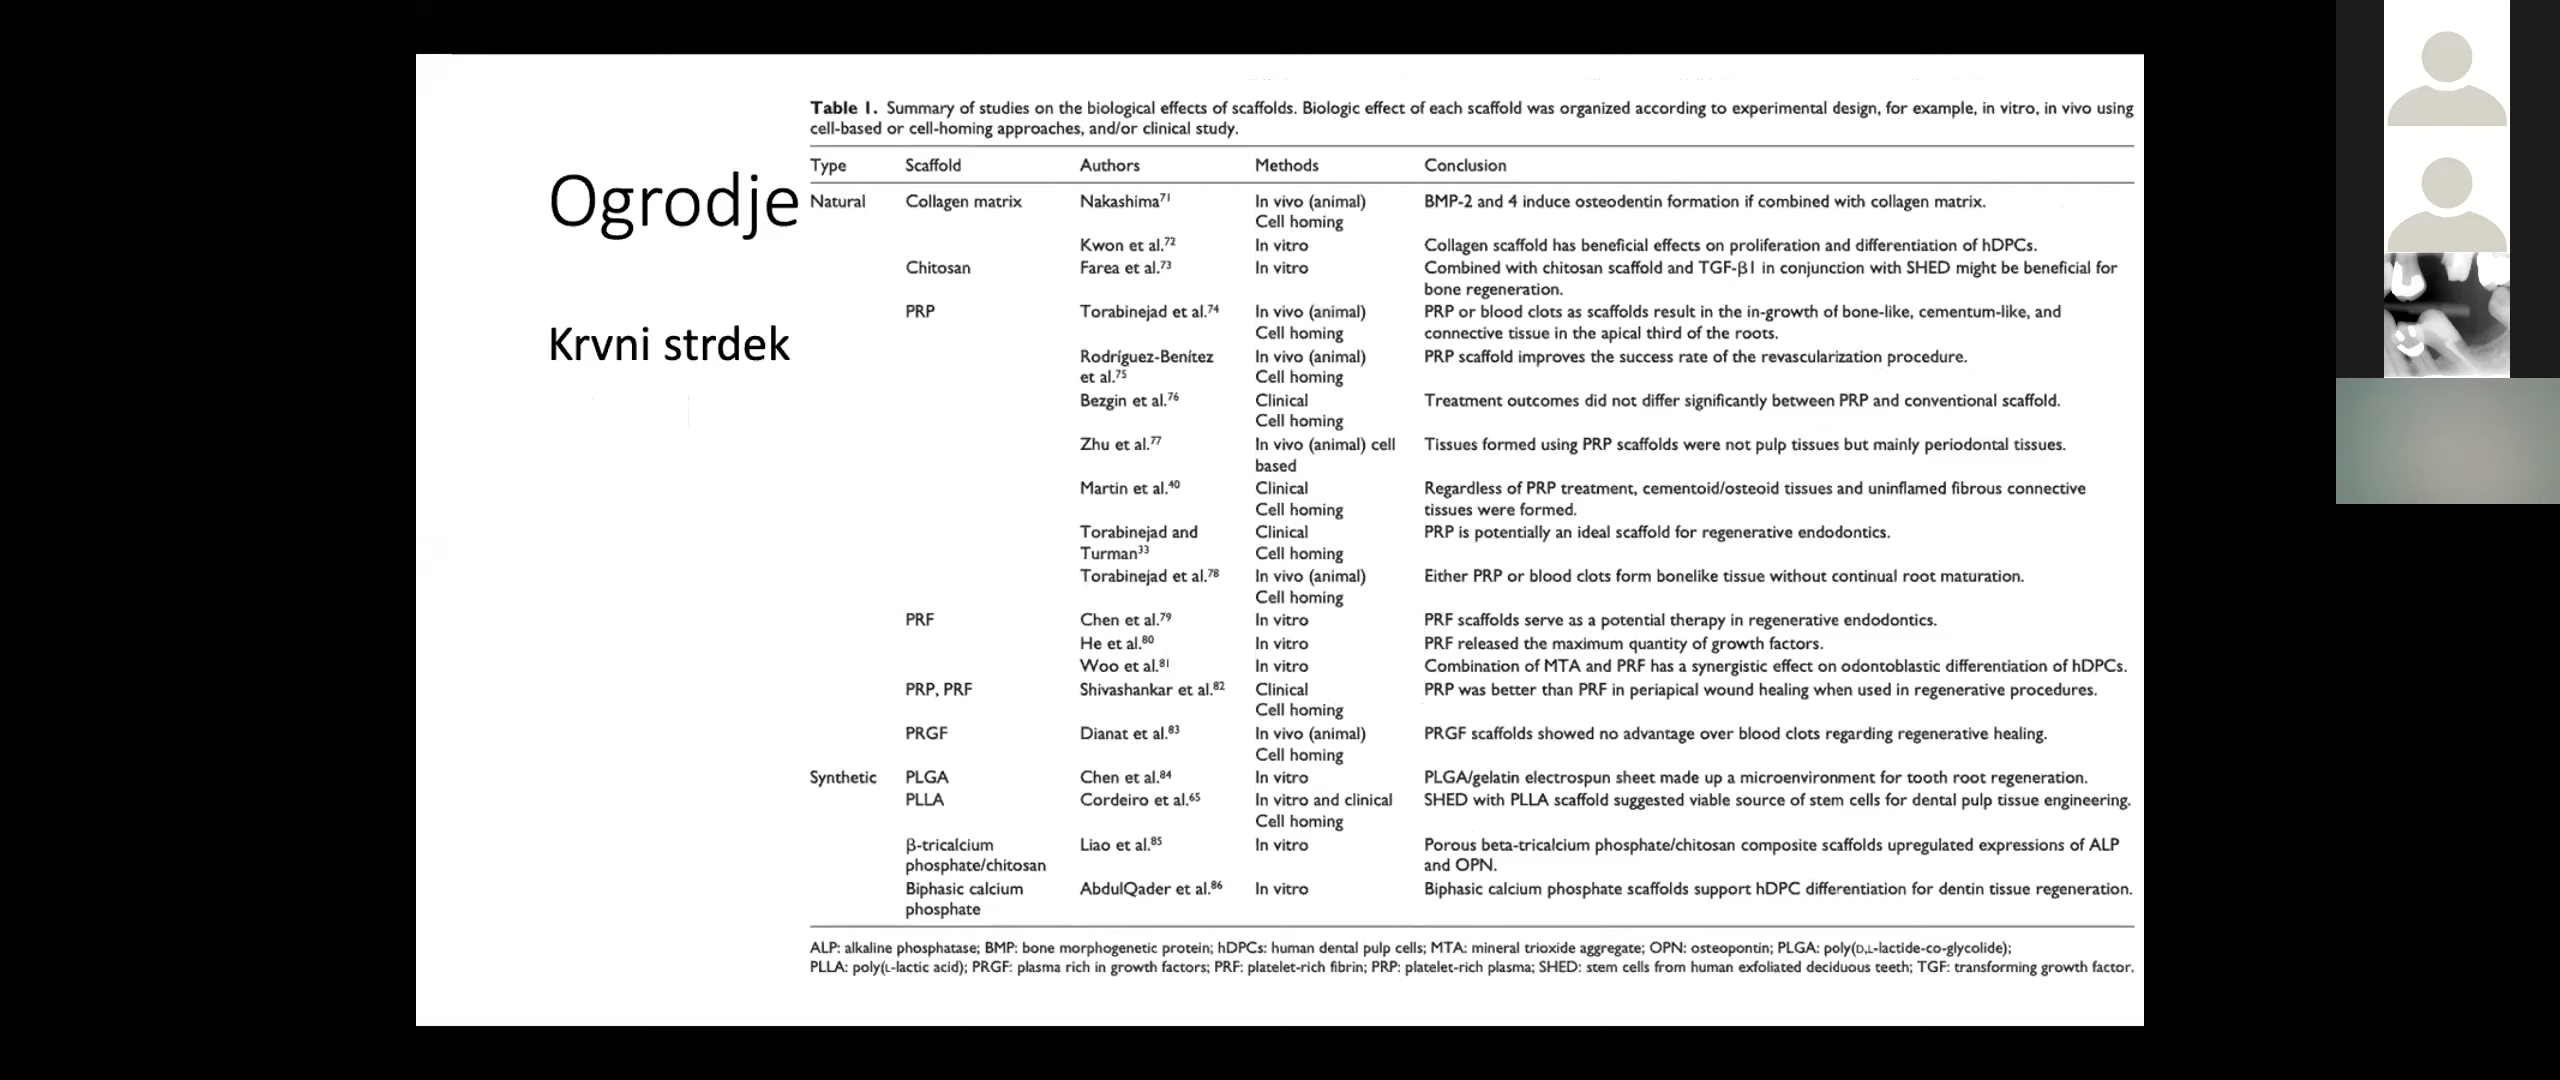 Ogrodje
Krvni strdek
Table 1. Summary of studies on the biological effects of scaffolds. Biologic effect of each scaffold was organized according to experimental design, for example, in vitro, in vivo using
cell-based or cell-homing approaches, and/or clinical study.
Type Scaffold Authors Methods Conclusion
Natural Collagen matrix Nakashima⁷¹ In vivo (animal) BMP-2 and 4 induce osteodentin formation if combined with collagen matrix.
Cell homing
Kwon et al.⁷² In vitro Collagen scaffold has beneficial effects on proliferation and differentiation of hDPCs.
Chitosan Farea et al.⁷³ In vitro Combined with chitosan scaffold and TGF-β1 in conjunction with SHED might be beneficial for
bone regeneration.
PRP Torabinejad et al.⁷⁴ In vivo (animal) PRP or blood clots as scaffolds result in the in-growth of bone-like, cementum-like, and
Cell homing connective tissue in the apical third of the roots.
Rodríguez-Benítez In vivo (animal) PRP scaffold improves the success rate of the revascularization procedure.
et al.⁷⁵ Cell homing
Bezgin et al.⁷⁶ Clinical Treatment outcomes did not differ significantly between PRP and conventional scaffold.
Cell homing
Zhu et al.⁷⁷ In vivo (animal) cell Tissues formed using PRP scaffolds were not pulp tissues but mainly periodontal tissues.
based
Martin et al.⁴⁰ Clinical Regardless of PRP treatment, cementoid/osteoid tissues and uninflamed fibrous connective
Cell homing tissues were formed.
Torabinejad and Clinical PRP is potentially an ideal scaffold for regenerative endodontics.
Turman³³ Cell homing
Torabinejad et al.⁷⁸ In vivo (animal) Either PRP or blood clots form bonelike tissue without continual root maturation.
Cell homing
PRF Chen et al.⁷⁹ In vitro PRF scaffolds serve as a potential therapy in regenerative endodontics.
He et al.⁸⁰ In vitro PRF released the maximum quantity of growth factors.
Woo et al.⁸¹ In vitro Combination of MTA and PRF has a synergistic effect on odontoblastic differentiation of hDPCs.
PRP, PRF Shivashankar et al.⁸² Clinical PRP was better than PRF in periapical wound healing when used in regenerative procedures.
Cell homing
PRGF Dianat et al.⁸³ In vivo (animal) PRGF scaffolds showed no advantage over blood clots regarding regenerative healing.
Cell homing
Synthetic PLGA Chen et al.⁸⁴ In vitro PLGA/gelatin electrospun sheet made up a microenvironment for tooth root regeneration.
PLLA Cordeiro et al.⁶⁵ In vitro and clinical SHED with PLLA scaffold suggested viable source of stem cells for dental pulp tissue engineering.
Cell homing
β-tricalcium Liao et al.⁸⁵ In vitro Porous beta-tricalcium phosphate/chitosan composite scaffolds upregulated expressions of ALP
phosphate/chitosan and OPN.
Biphasic calcium AbdulQader et al.⁸⁶ In vitro Biphasic calcium phosphate scaffolds support hDPC differentiation for dentin tissue regeneration.
phosphate
ALP: alkaline phosphatase; BMP: bone morphogenetic protein; hDPCs: human dental pulp cells; MTA: mineral trioxide aggregate; OPN: osteopontin; PLGA: poly(D,L-lactide-co-glycolide);
PLLA: poly(L-lactic acid); PRGF: plasma rich in growth factors; PRF: platelet-rich fibrin; PRP: platelet-rich plasma; SHED: stem cells from human exfoliated deciduous teeth; TGF: transforming growth factor.